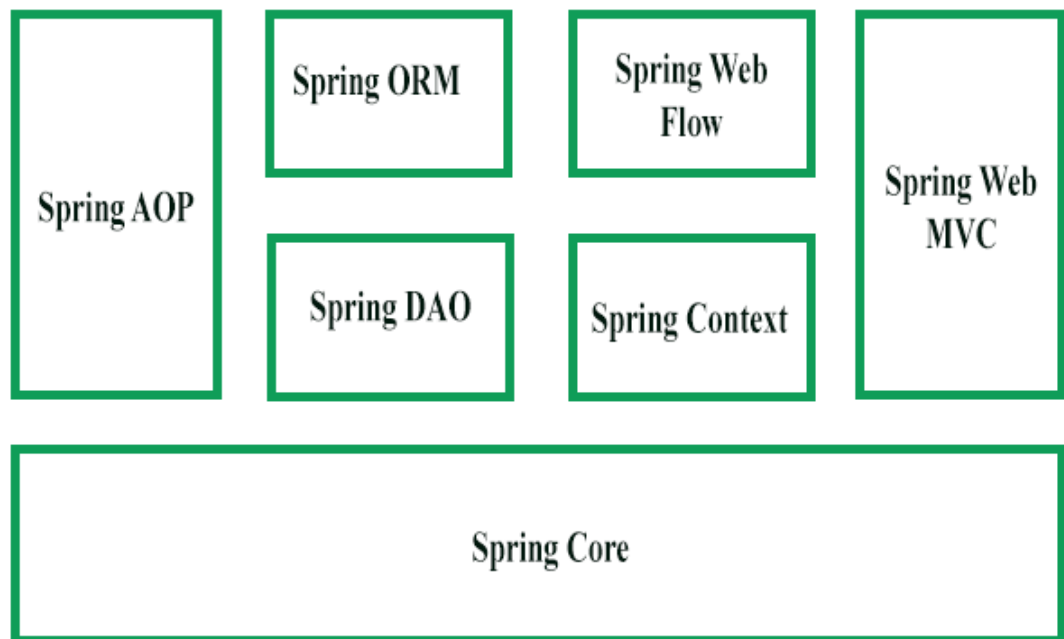 Spring AOP
Spring ORM
Spring Web
Flow
Spring Web
MVC
Spring DAO
Spring Context
Spring Core